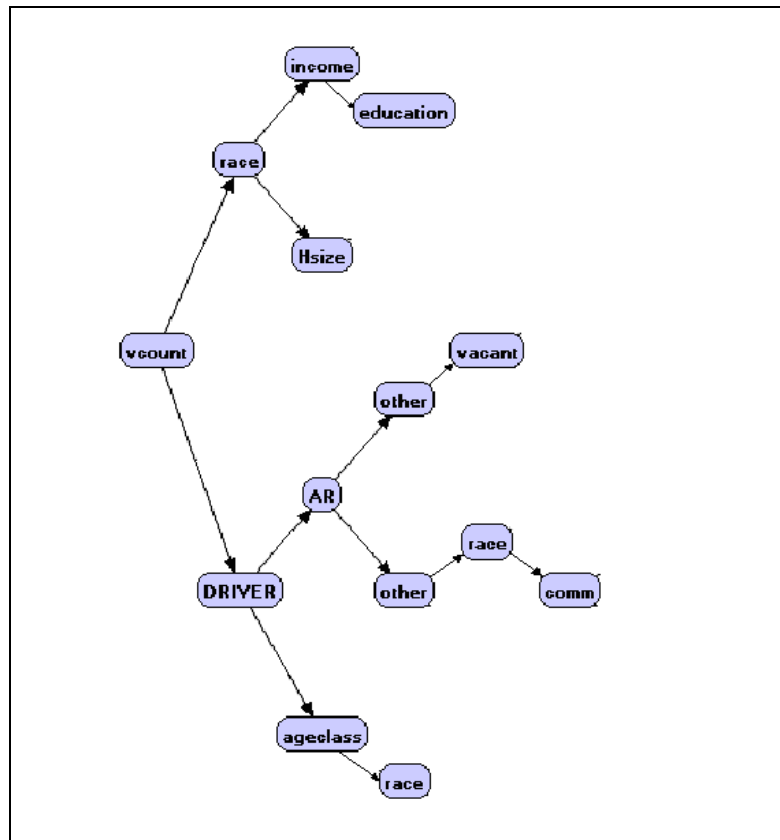 income
education
race
Hsize
vcount
vacant
other
AR
race
DRIVER
other
comm
ageclass
race